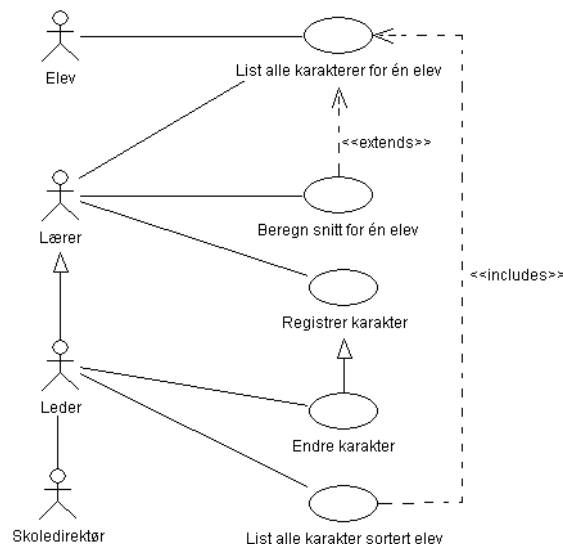 Elev
List alle karakterer for én elev
<<extends>>
Lærer
Beregn snitt for én elev
<<includes>>
Registrer karakter
Leder
Endre karakter
Skoledirektør
List alle karakter sortert elev